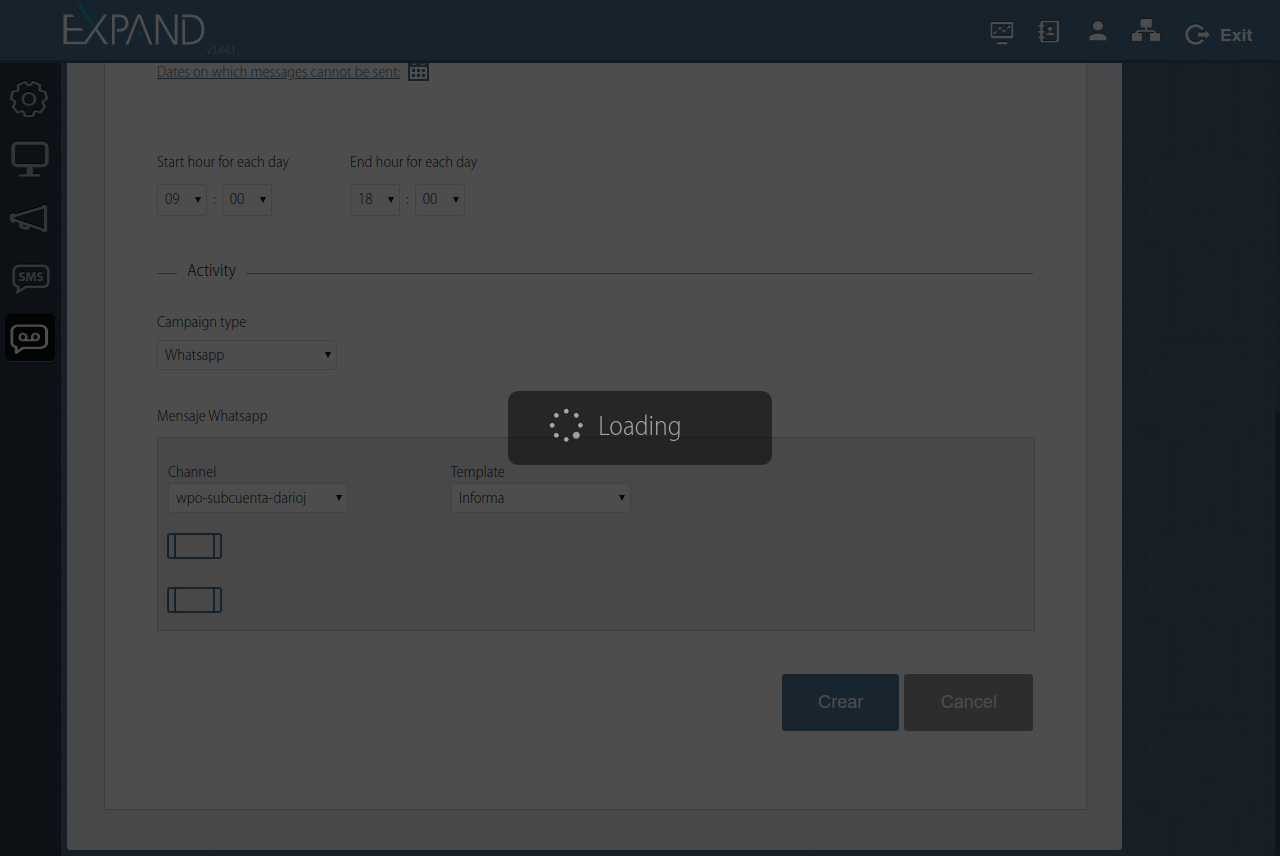 EXPAND
v.3.44.1
Exit
Dates on which messages cannot be sent:
Start hour for each day End hour for each day
09 : 00 18 : 00
Activity
Campaign type
Whatsapp
Mensaje Whatsapp
Loading
Channel Template
wpo-subcuenta-darioj Informa
Crear Cancel
SMS